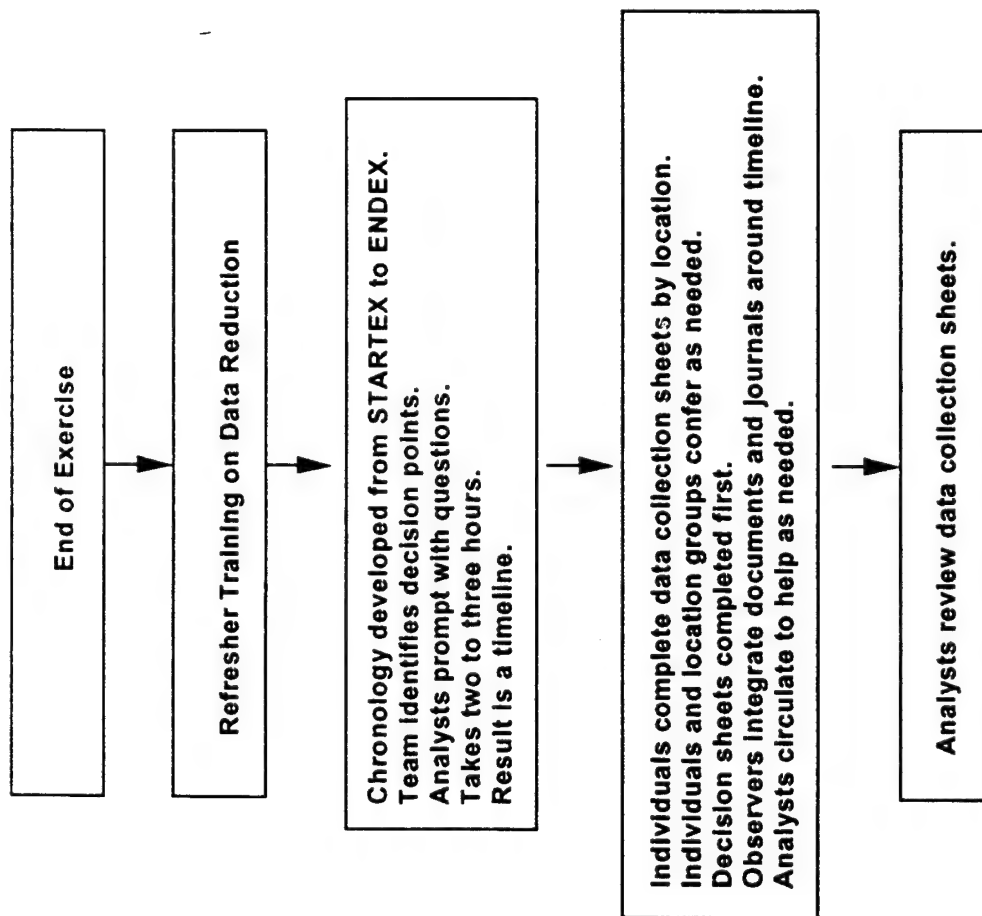 End of Exercise
Refresher Training on Data Reduction
Chronology developed from STARTEX to ENDEX.
Team identifies decision points.
Analysts prompt with questions.
Takes two to three hours.
Result is a timeline.
Individuals complete data collection sheets by location.
Individuals and location groups confer as needed.
Decision sheets completed first.
Observers integrate documents and journals around timeline.
Analysts circulate to help as needed.
Analysts review data collection sheets.